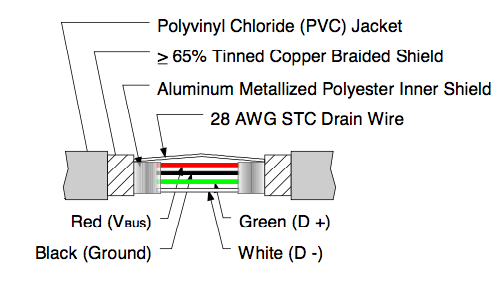 Polyvinyl Chloride (PVC) Jacket
≥ 65% Tinned Copper Braided Shield
Aluminum Metallized Polyester Inner Shield
28 AWG STC Drain Wire
Red (VBUS) Green (D +)
Black (Ground) White (D -)